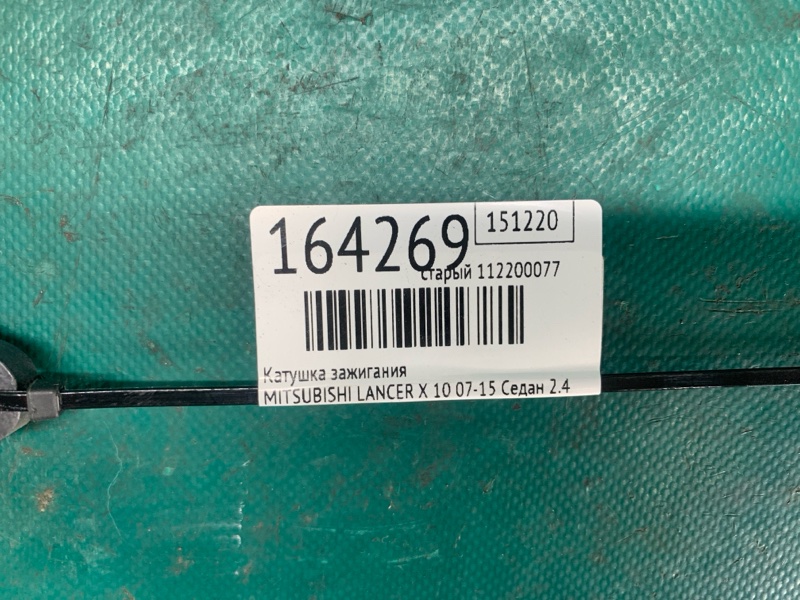 164269
151220
старый 112200077
Катушка зажигания
MITSUBISHI LANCER X 10 07-15 Седан 2.4